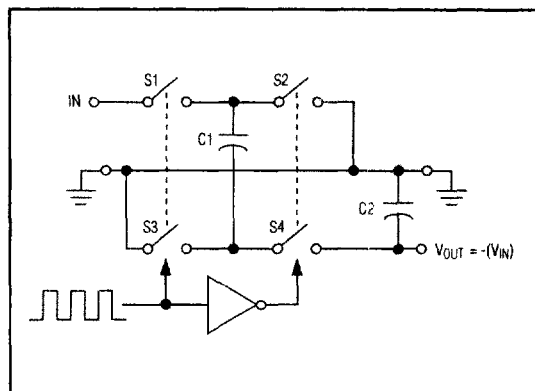 S1
S2
IN
C1
C2
S3
S4
VOUT = -(VIN)